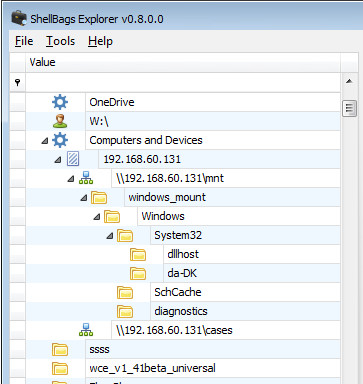 ShellBags Explorer v0.8.0.0
File Tools Help
Value
OneDrive
W:\
Computers and Devices
192.168.60.131
\\192.168.60.131\mnt
windows_mount
Windows
System32
dllhost
da-DK
SchCache
diagnostics
\\192.168.60.131\cases
ssss
wce_v1_41beta_universal